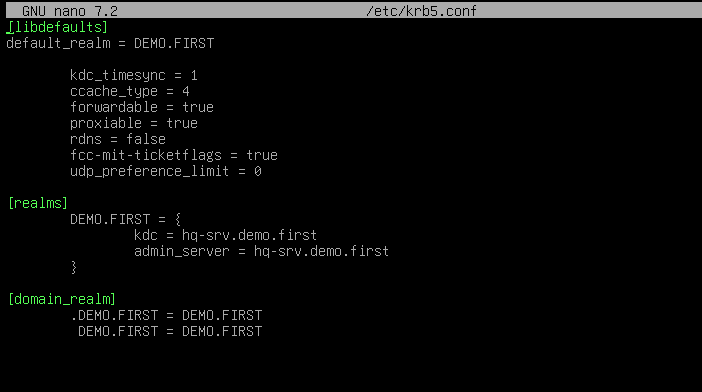 GNU nano 7.2 /etc/krb5.conf
[libdefaults]
default_realm = DEMO.FIRST
kdc_timesync = 1
ccache_type = 4
forwardable = true
proxiable = true
rdns = false
fcc-mit-ticketflags = true
udp_preference_limit = 0
[realms]
DEMO.FIRST = {
kdc = hq-srv.demo.first
admin_server = hq-srv.demo.first
}
[domain_realm]
.DEMO.FIRST = DEMO.FIRST
DEMO.FIRST = DEMO.FIRST